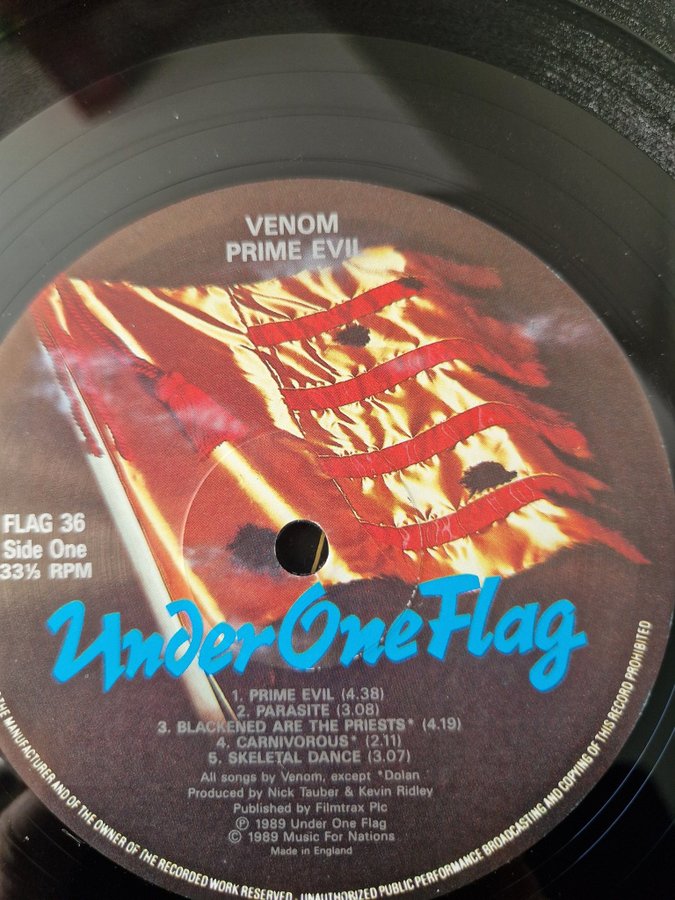 VENOM
PRIME EVIL
FLAG 36
Side One
33⅓ RPM
Under One Flag
1. PRIME EVIL (4.38)
2. PARASITE (3.08)
3. BLACKENED ARE THE PRIESTS* (4.19)
4. CARNIVOROUS* (2.11)
5. SKELETAL DANCE (3.07)
All songs by Venom, except *Dolan
Produced by Nick Tauber & Kevin Ridley
Published by Filmtrax Plc
Ⓟ 1989 Under One Flag
© 1989 Music For Nations
Made in England
THE MANUFACTURER AND OF THE OWNER OF THE RECORDED WORK RESERVED - UNAUTHORIZED PUBLIC PERFORMANCE BROADCASTING AND COPYING OF THIS RECORD PROHIBITED